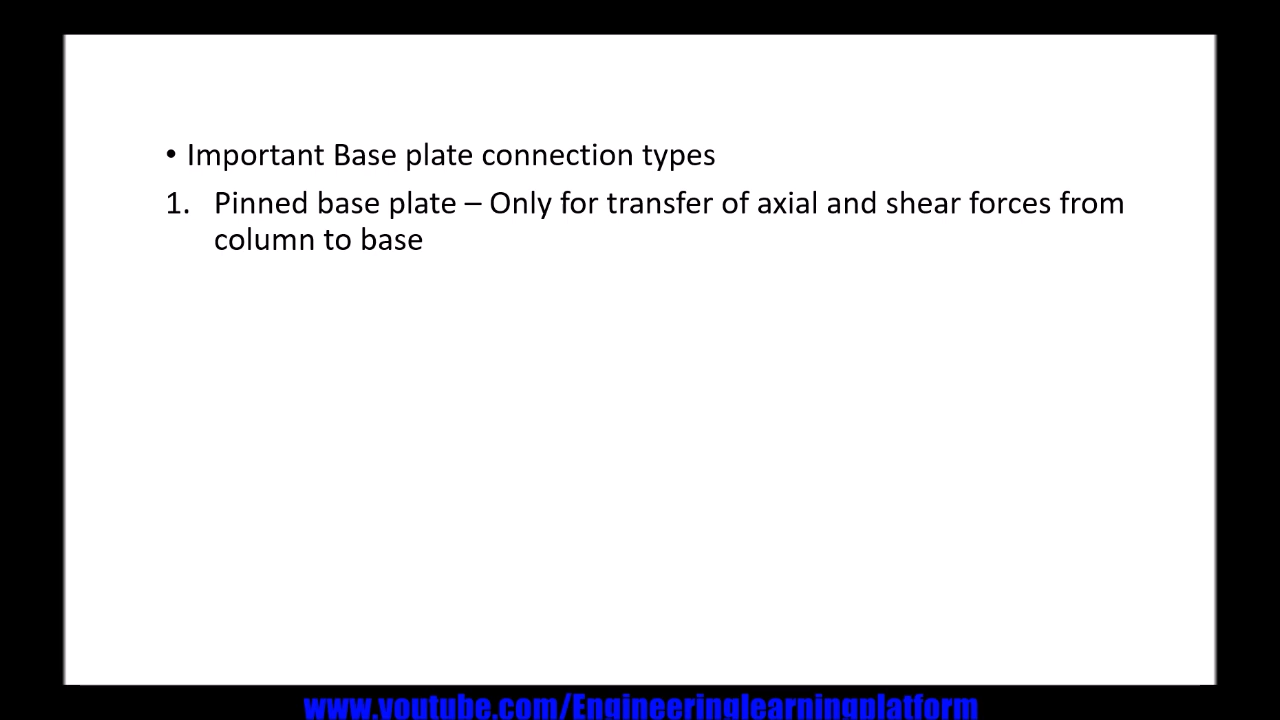 • Important Base plate connection types
1. Pinned base plate – Only for transfer of axial and shear forces from
column to base
www.youtube.com/Engineeringlearningplatform